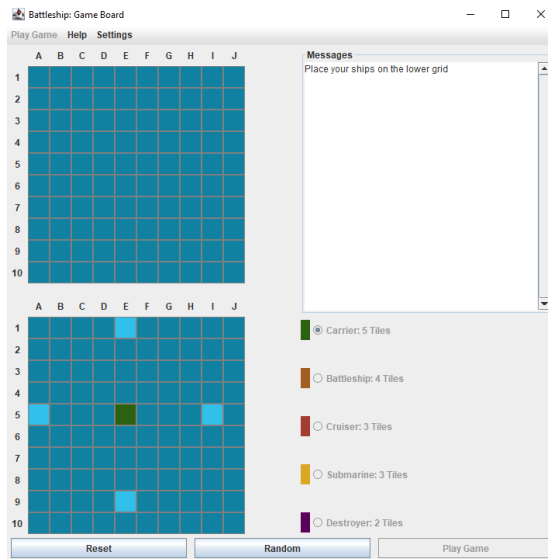 Battleship: Game Board
Play Game Help Settings
A B C D E F G H I J
1
2
3
4
5
6
7
8
9
10
Messages
Place your ships on the lower grid
A B C D E F G H I J
1
2
3
4
5
6
7
8
9
10
Carrier: 5 Tiles
Battleship: 4 Tiles
Cruiser: 3 Tiles
Submarine: 3 Tiles
Destroyer: 2 Tiles
Reset Random Play Game